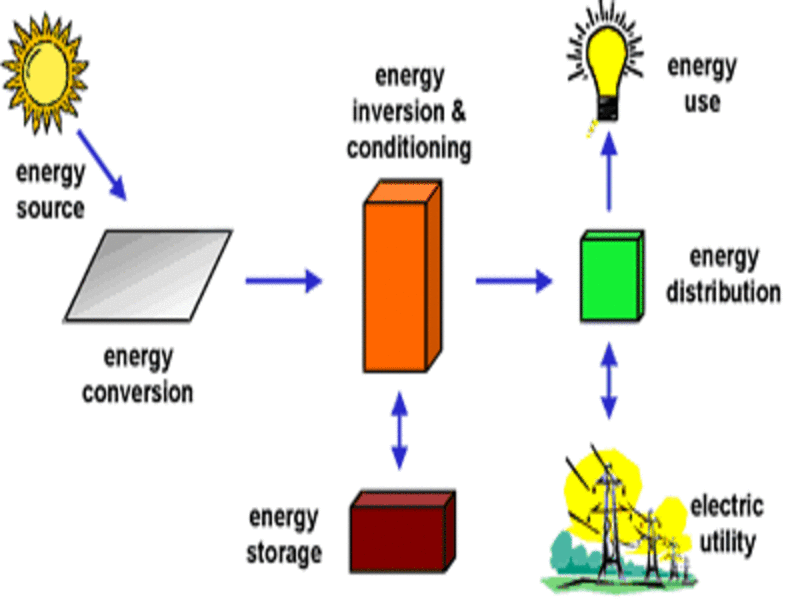 energy
source
energy
conversion
energy
inversion &
conditioning
energy
storage
energy
use
energy
distribution
electric
utility